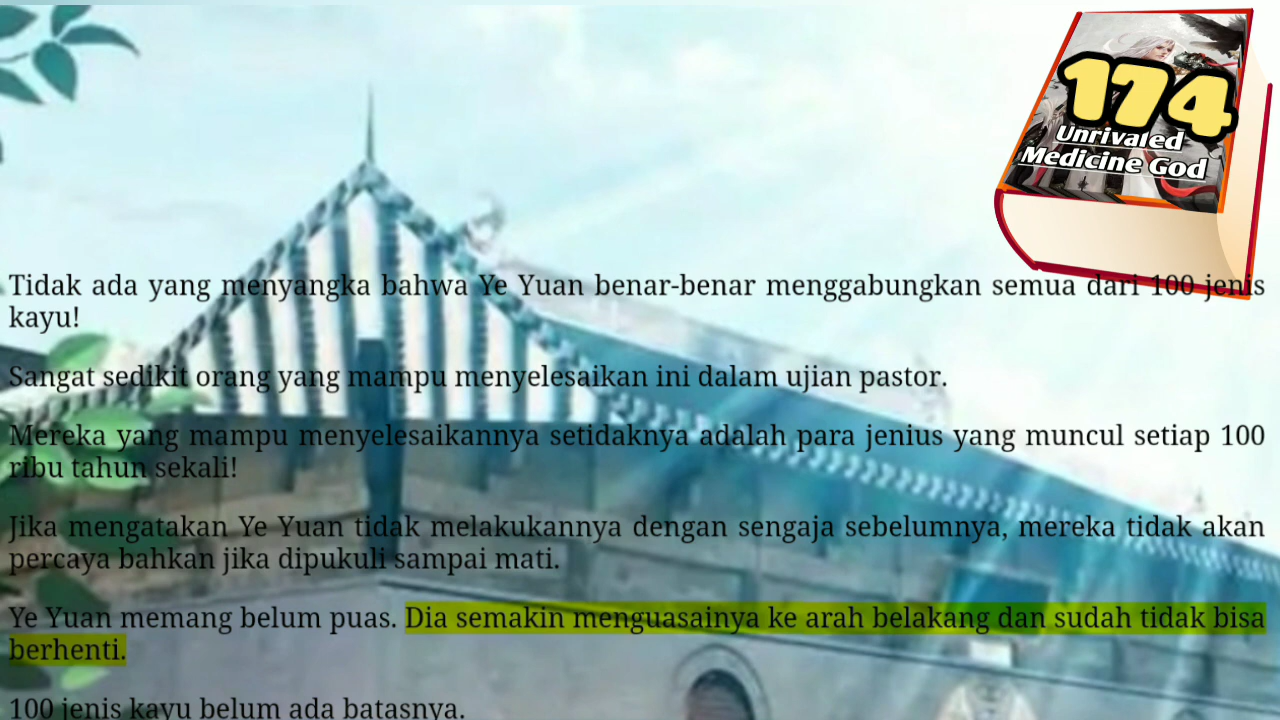 174
Unrivaled
Medicine God
Tidak ada yang menyangka bahwa Ye Yuan benar-benar menggabungkan semua dari 100 jenis
kayu!
Sangat sedikit orang yang mampu menyelesaikan ini dalam ujian pastor.
Mereka yang mampu menyelesaikannya setidaknya adalah para jenius yang muncul setiap 100
ribu tahun sekali!
Jika mengatakan Ye Yuan tidak melakukannya dengan sengaja sebelumnya, mereka tidak akan
percaya bahkan jika dipukuli sampai mati.
Ye Yuan memang belum puas. Dia semakin menguasainya ke arah belakang dan sudah tidak bisa
berhenti.
100 jenis kayu belum ada batasnya.